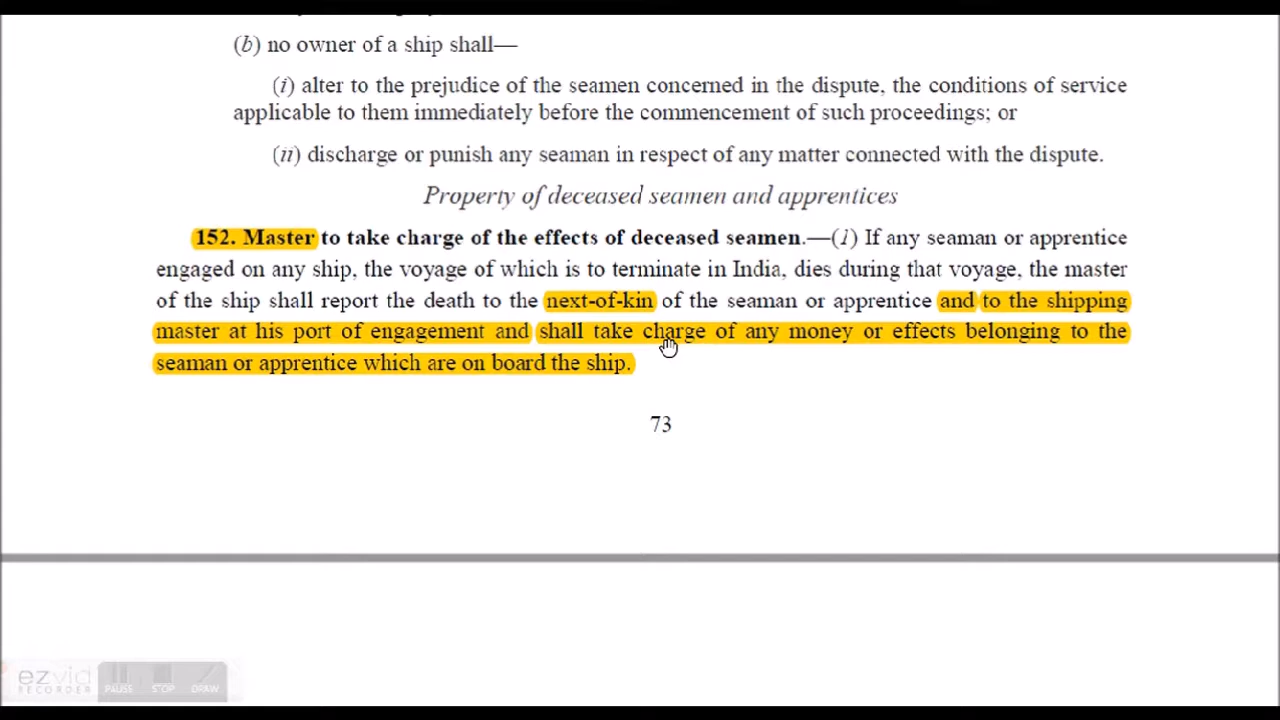 (b) no owner of a ship shall—
(i) alter to the prejudice of the seamen concerned in the dispute, the conditions of service
applicable to them immediately before the commencement of such proceedings; or
(ii) discharge or punish any seaman in respect of any matter connected with the dispute.
Property of deceased seamen and apprentices
152. Master to take charge of the effects of deceased seamen.—(1) If any seaman or apprentice
engaged on any ship, the voyage of which is to terminate in India, dies during that voyage, the master
of the ship shall report the death to the next-of-kin of the seaman or apprentice and to the shipping
master at his port of engagement and shall take charge of any money or effects belonging to the
seaman or apprentice which are on board the ship.
73
ezvid
RECORDER
PAUSE STOP DRAW